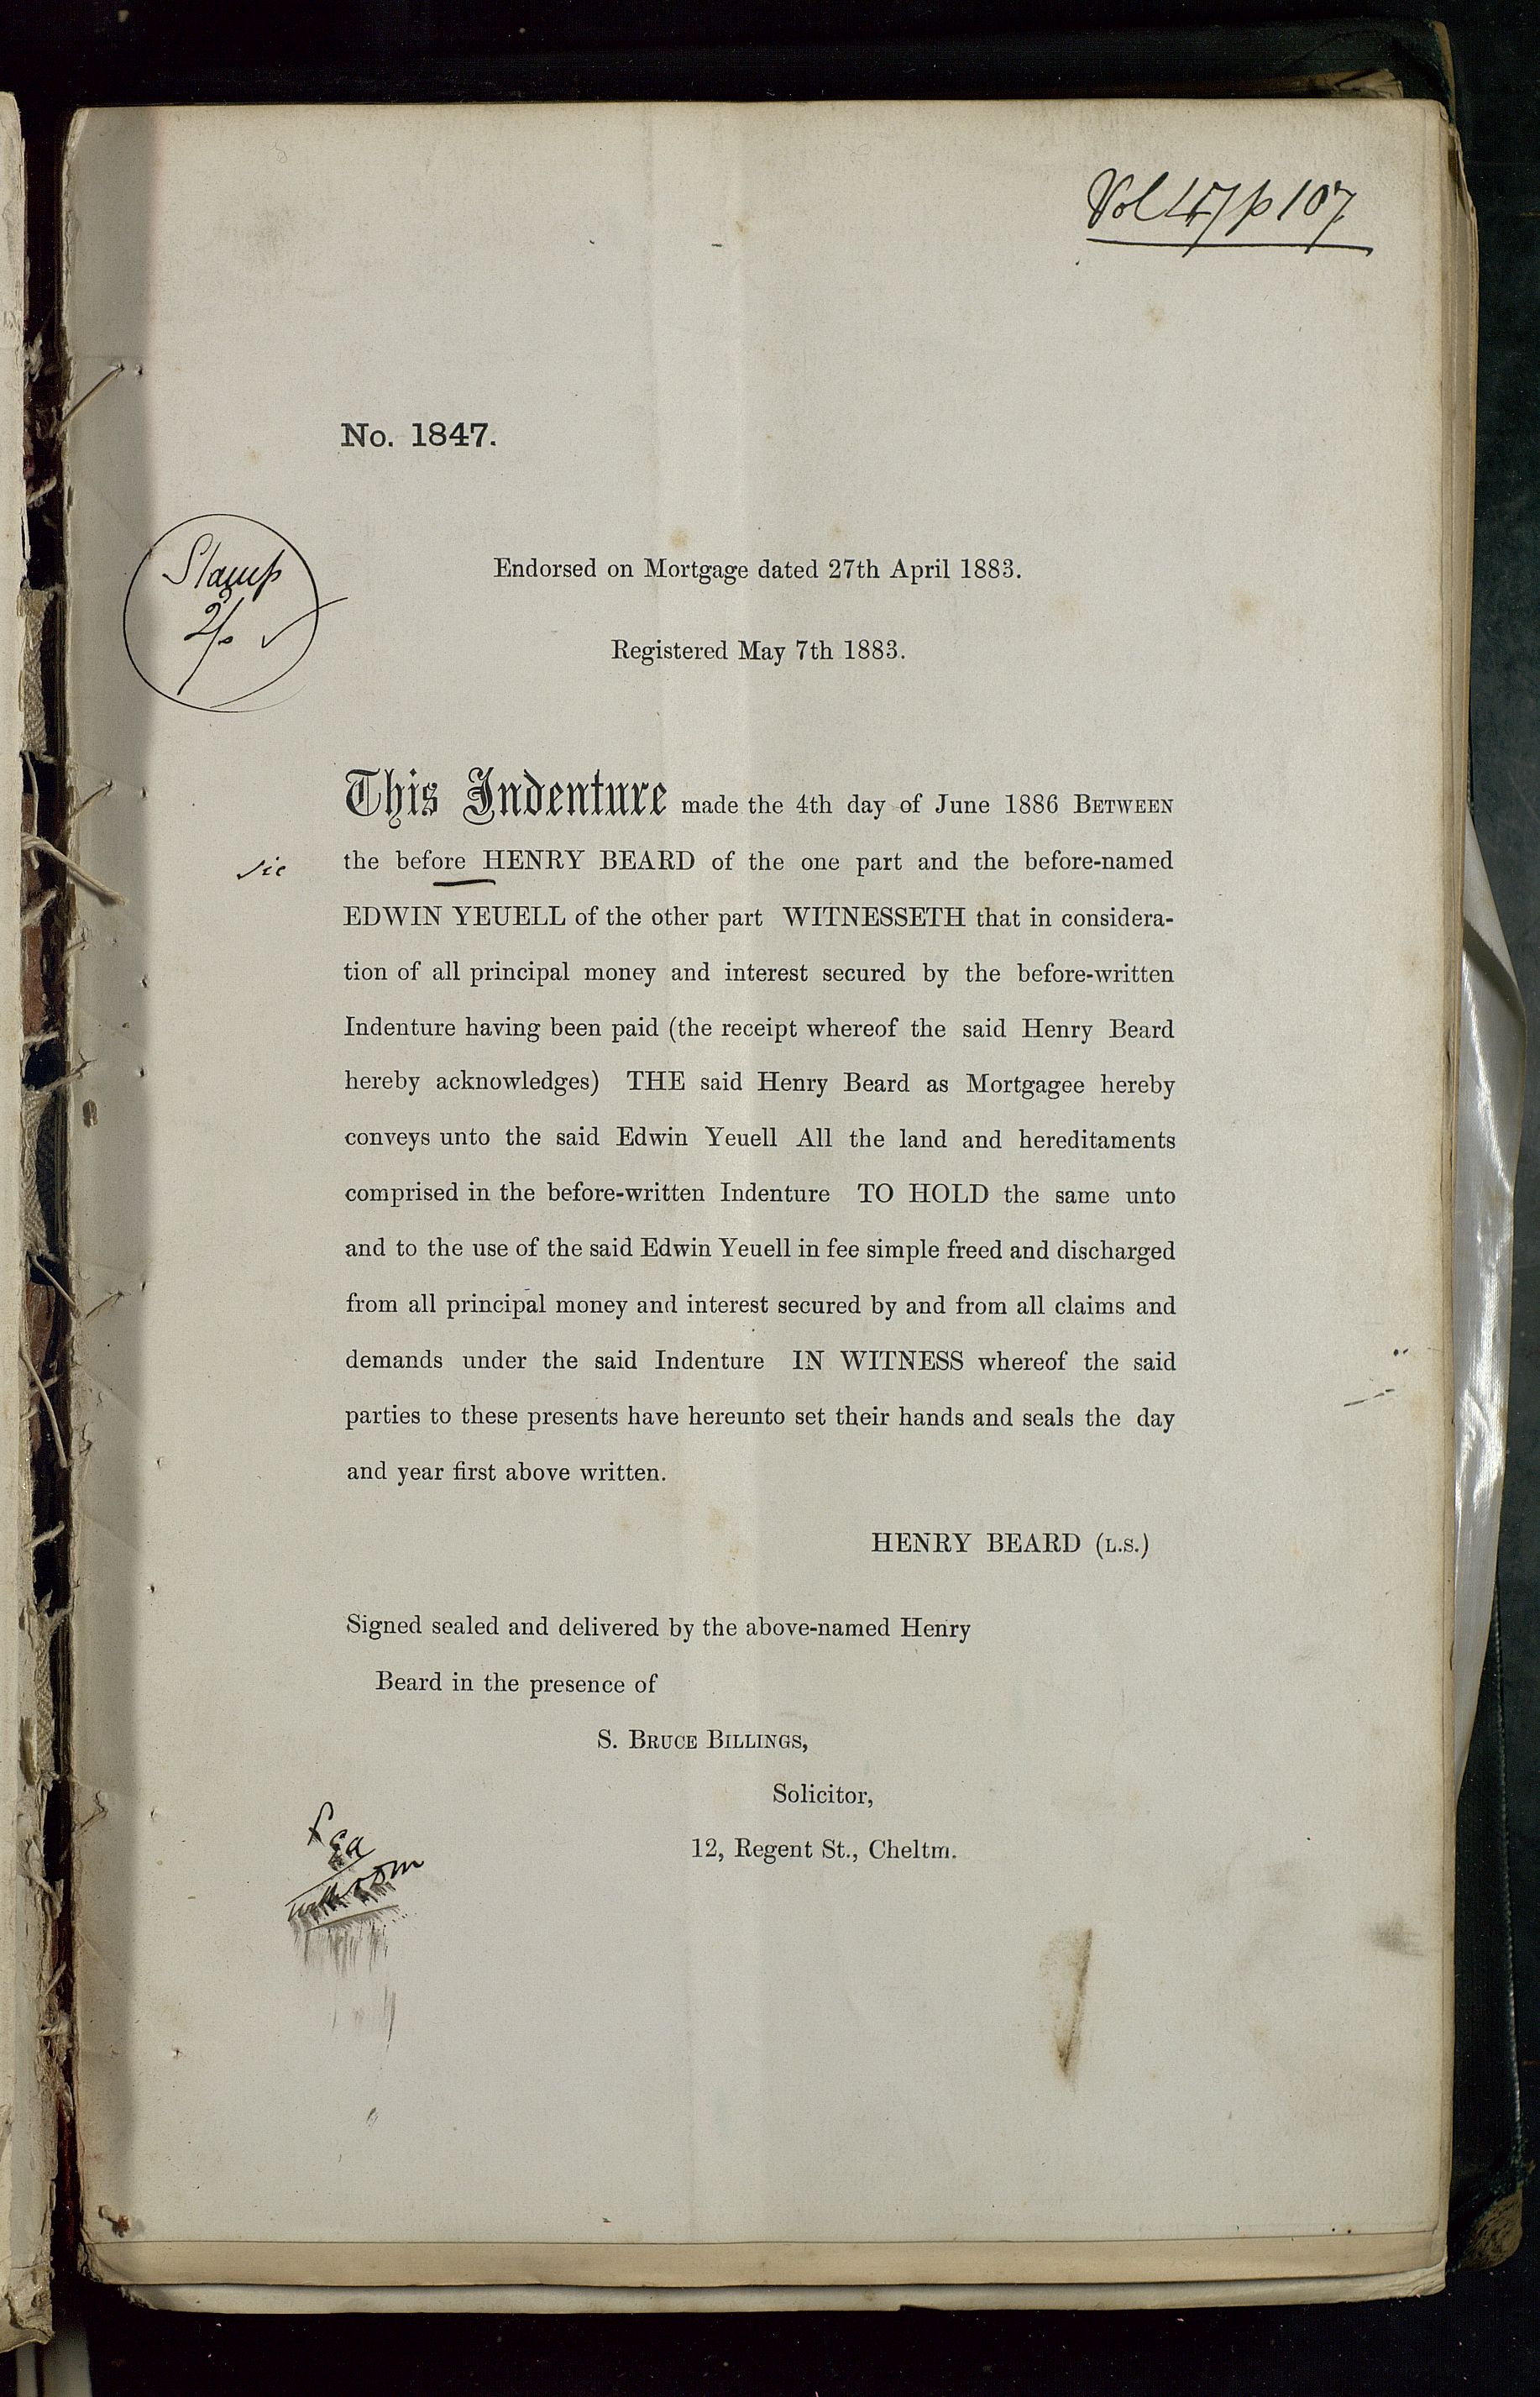 Vol 47 p 107
No. 1847.
Stamp
2/. ✓
Endorsed on Mortgage dated 27th April 1883.
Registered May 7th 1883.
This Indenture made the 4th day of June 1886 BETWEEN
sic the before HENRY BEARD of the one part and the before-named
EDWIN YEUELL of the other part WITNESSETH that in considera-
tion of all principal money and interest secured by the before-written
Indenture having been paid (the receipt whereof the said Henry Beard
hereby acknowledges) THE said Henry Beard as Mortgagee hereby
conveys unto the said Edwin Yeuell All the land and hereditaments
comprised in the before-written Indenture TO HOLD the same unto
and to the use of the said Edwin Yeuell in fee simple freed and discharged
from all principal money and interest secured by and from all claims and
demands under the said Indenture IN WITNESS whereof the said
parties to these presents have hereunto set their hands and seals the day
and year first above written.
HENRY BEARD (L.S.)
Signed sealed and delivered by the above-named Henry
Beard in the presence of
S. BRUCE BILLINGS,
Solicitor,
12, Regent St., Cheltm.